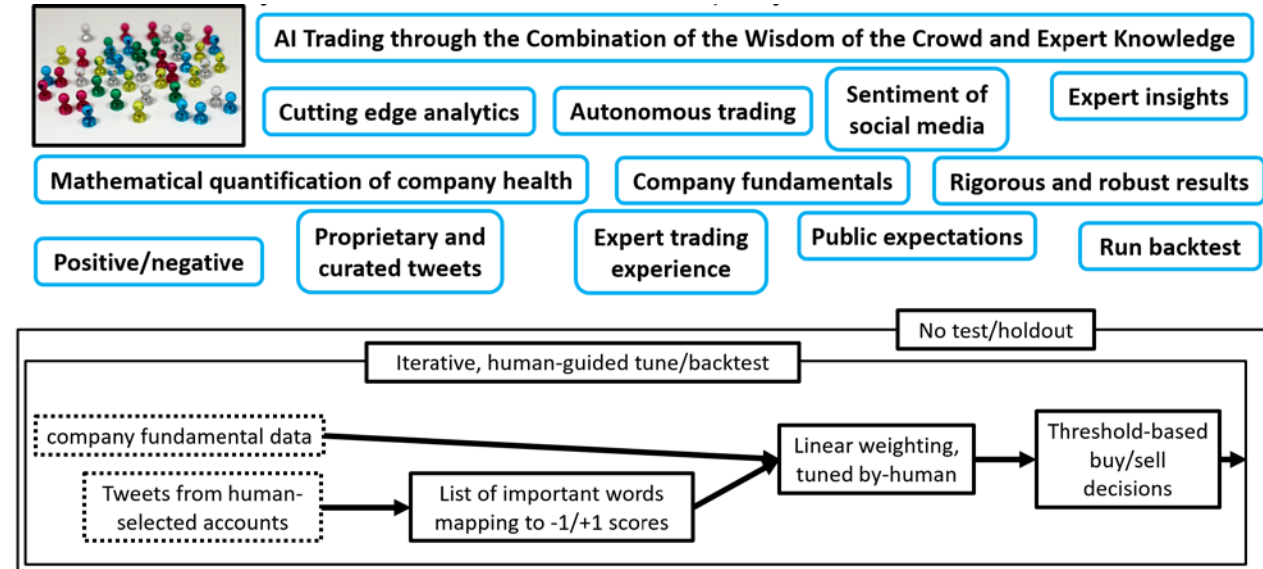 AI Trading through the Combination of the Wisdom of the Crowd and Expert Knowledge
Cutting edge analytics
Autonomous trading
Sentiment of
social media
Expert insights
Mathematical quantification of company health
Company fundamentals
Rigorous and robust results
Positive/negative
Proprietary and
curated tweets
Expert trading
experience
Public expectations
Run backtest
No test/holdout
Iterative, human-guided tune/backtest
company fundamental data
Tweets from human-
selected accounts
List of important words
mapping to -1/+1 scores
Linear weighting,
tuned by-human
Threshold-based
buy/sell
decisions